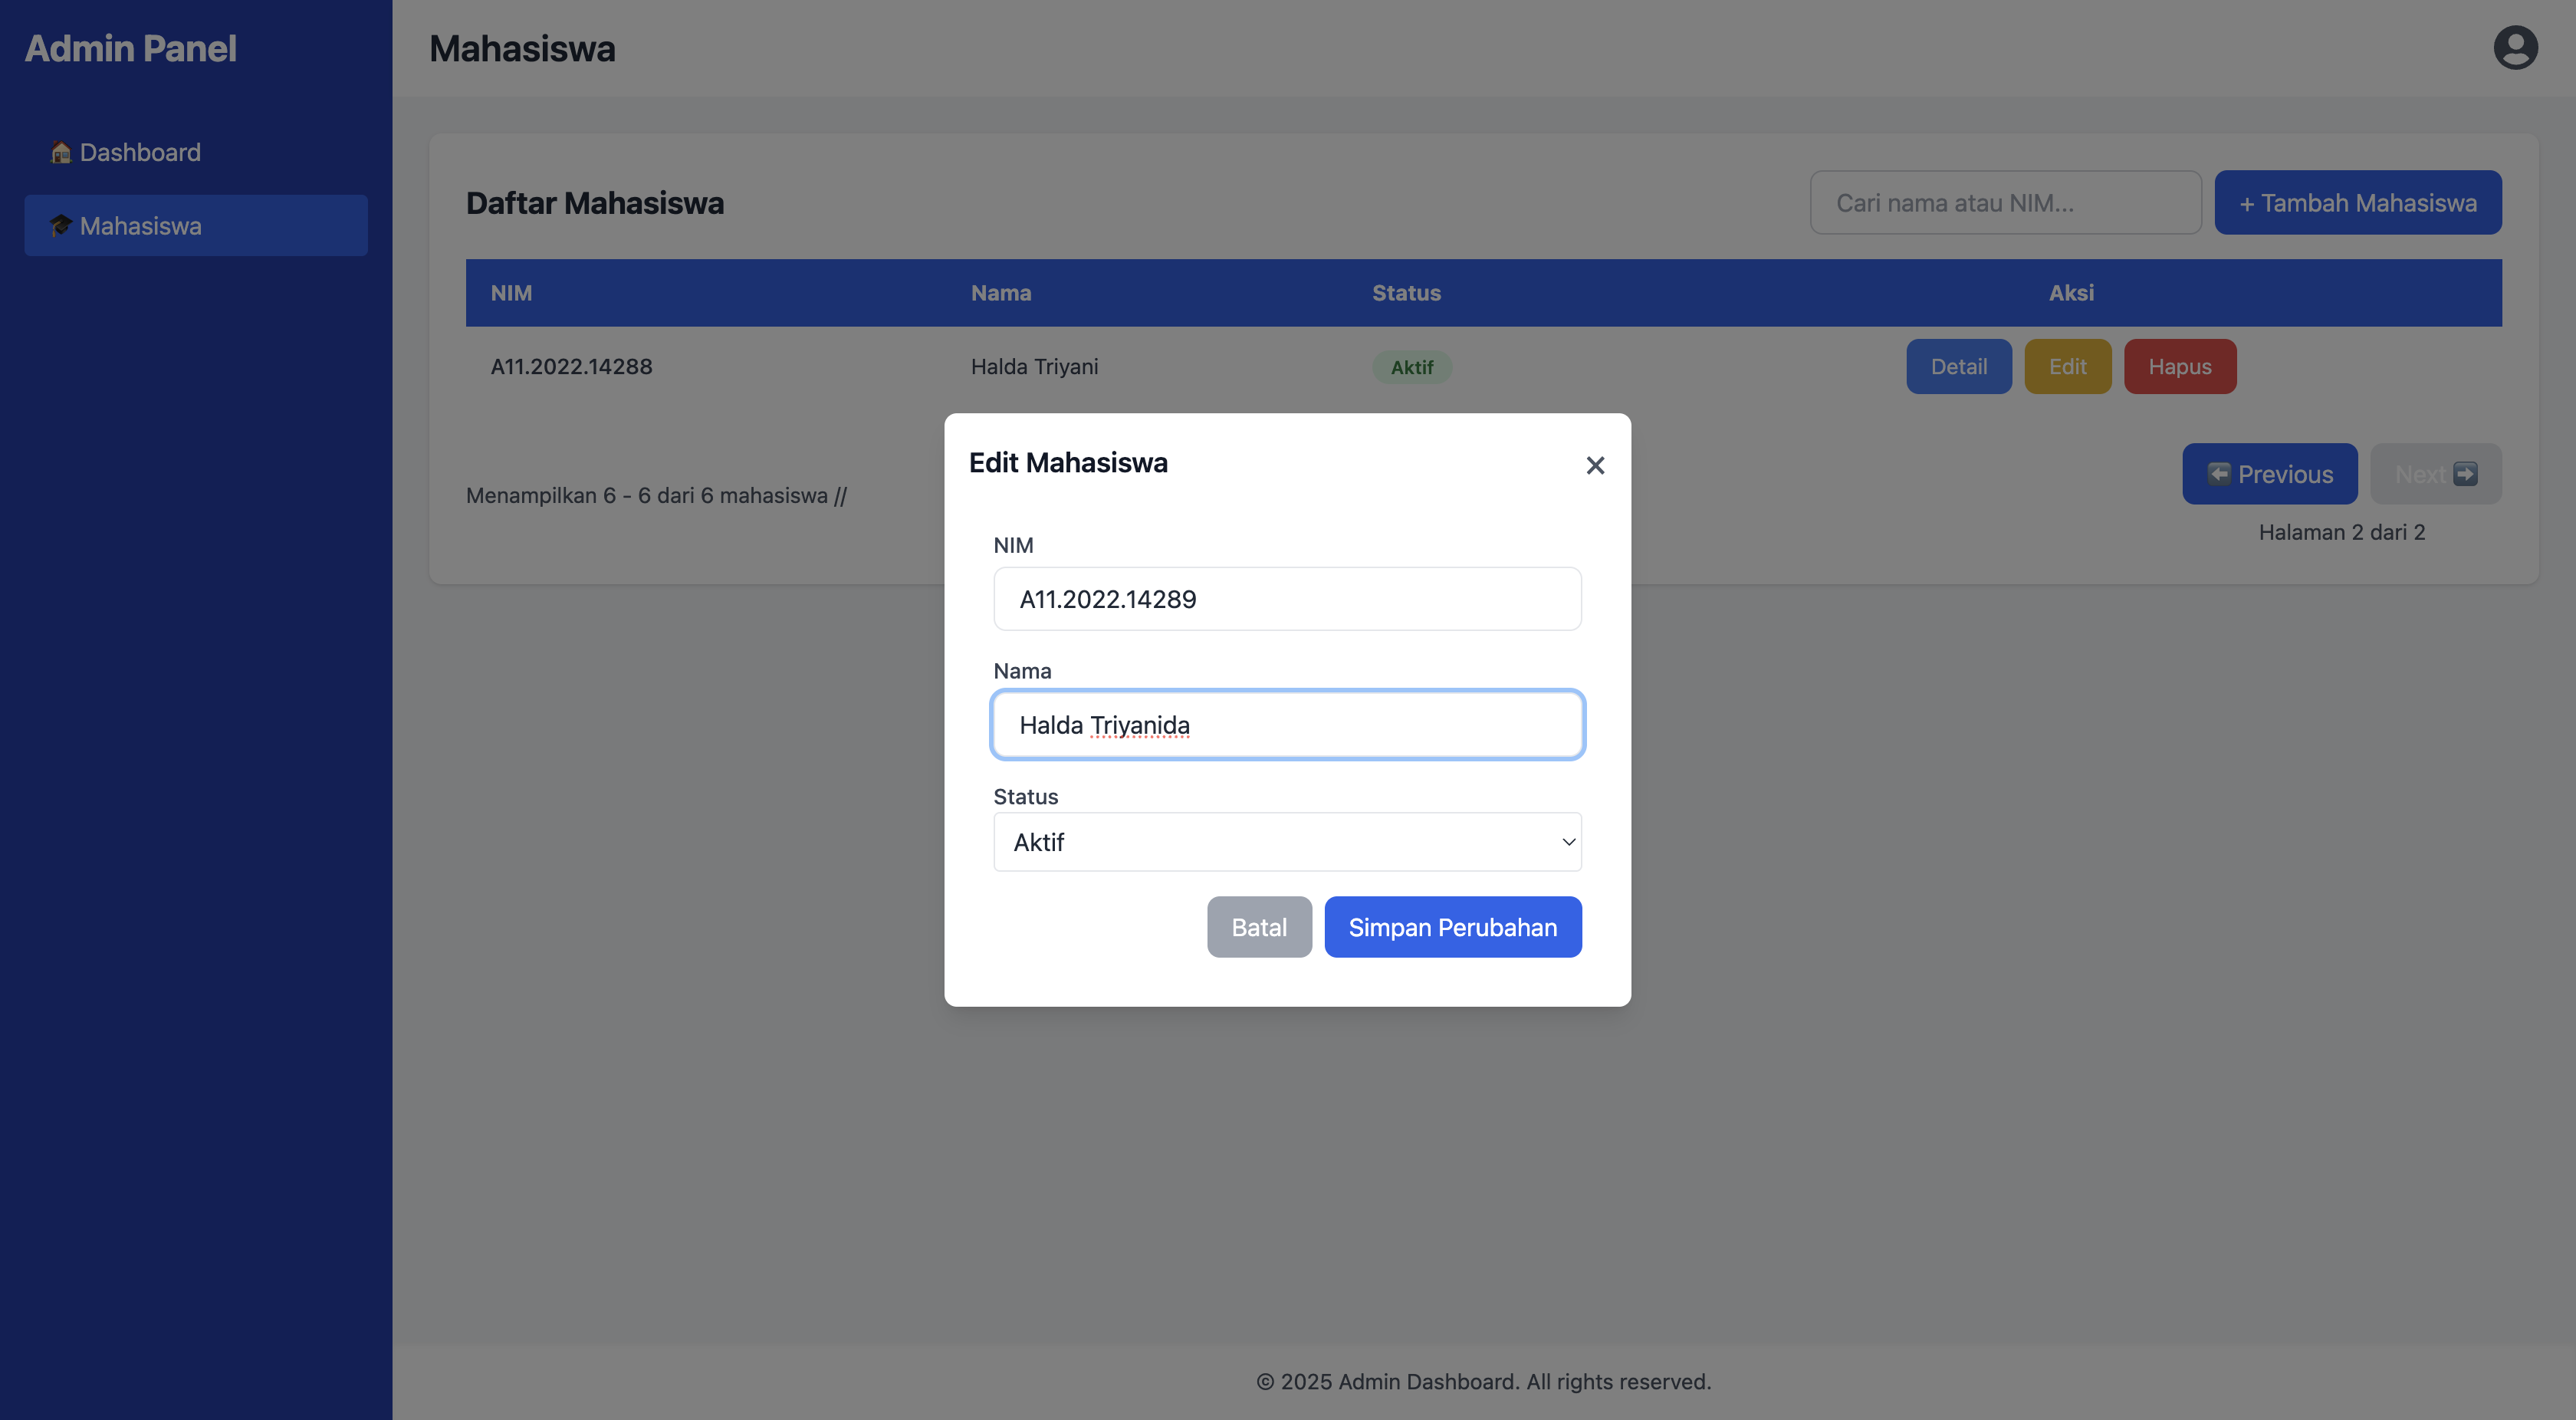 Admin Panel
🏠 Dashboard
🎓 Mahasiswa
Mahasiswa
Daftar Mahasiswa
Cari nama atau NIM...
+ Tambah Mahasiswa
NIM Nama Status Aksi
A11.2022.14288 Halda Triyani Aktif Detail Edit Hapus
Menampilkan 6 - 6 dari 6 mahasiswa //
⬅️ Previous Next ➡️
Halaman 2 dari 2
Edit Mahasiswa
×
NIM
A11.2022.14289
Nama
Halda Triyanida
Status
Aktif
Batal Simpan Perubahan
© 2025 Admin Dashboard. All rights reserved.